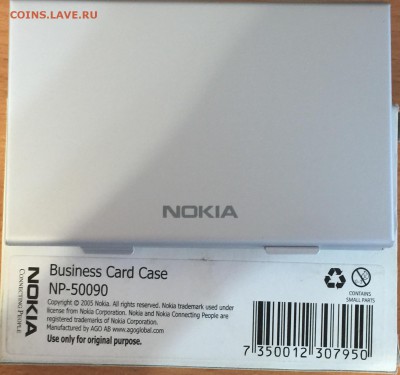 COINS.LAVE.RU
NOKIA
NOKIA
CONNECTING PEOPLE
Business Card Case
NP-50090
Copyright © 2005 Nokia. All rights reserved. Nokia trademark used under
license from Nokia Corporation. Nokia and Nokia Connecting People are
registered trademarks of Nokia Corporation.
Manufactured by AGO AB www.agoglobal.com
Use only for original purpose.
CONTAINS
SMALL PARTS
7 350012 307950